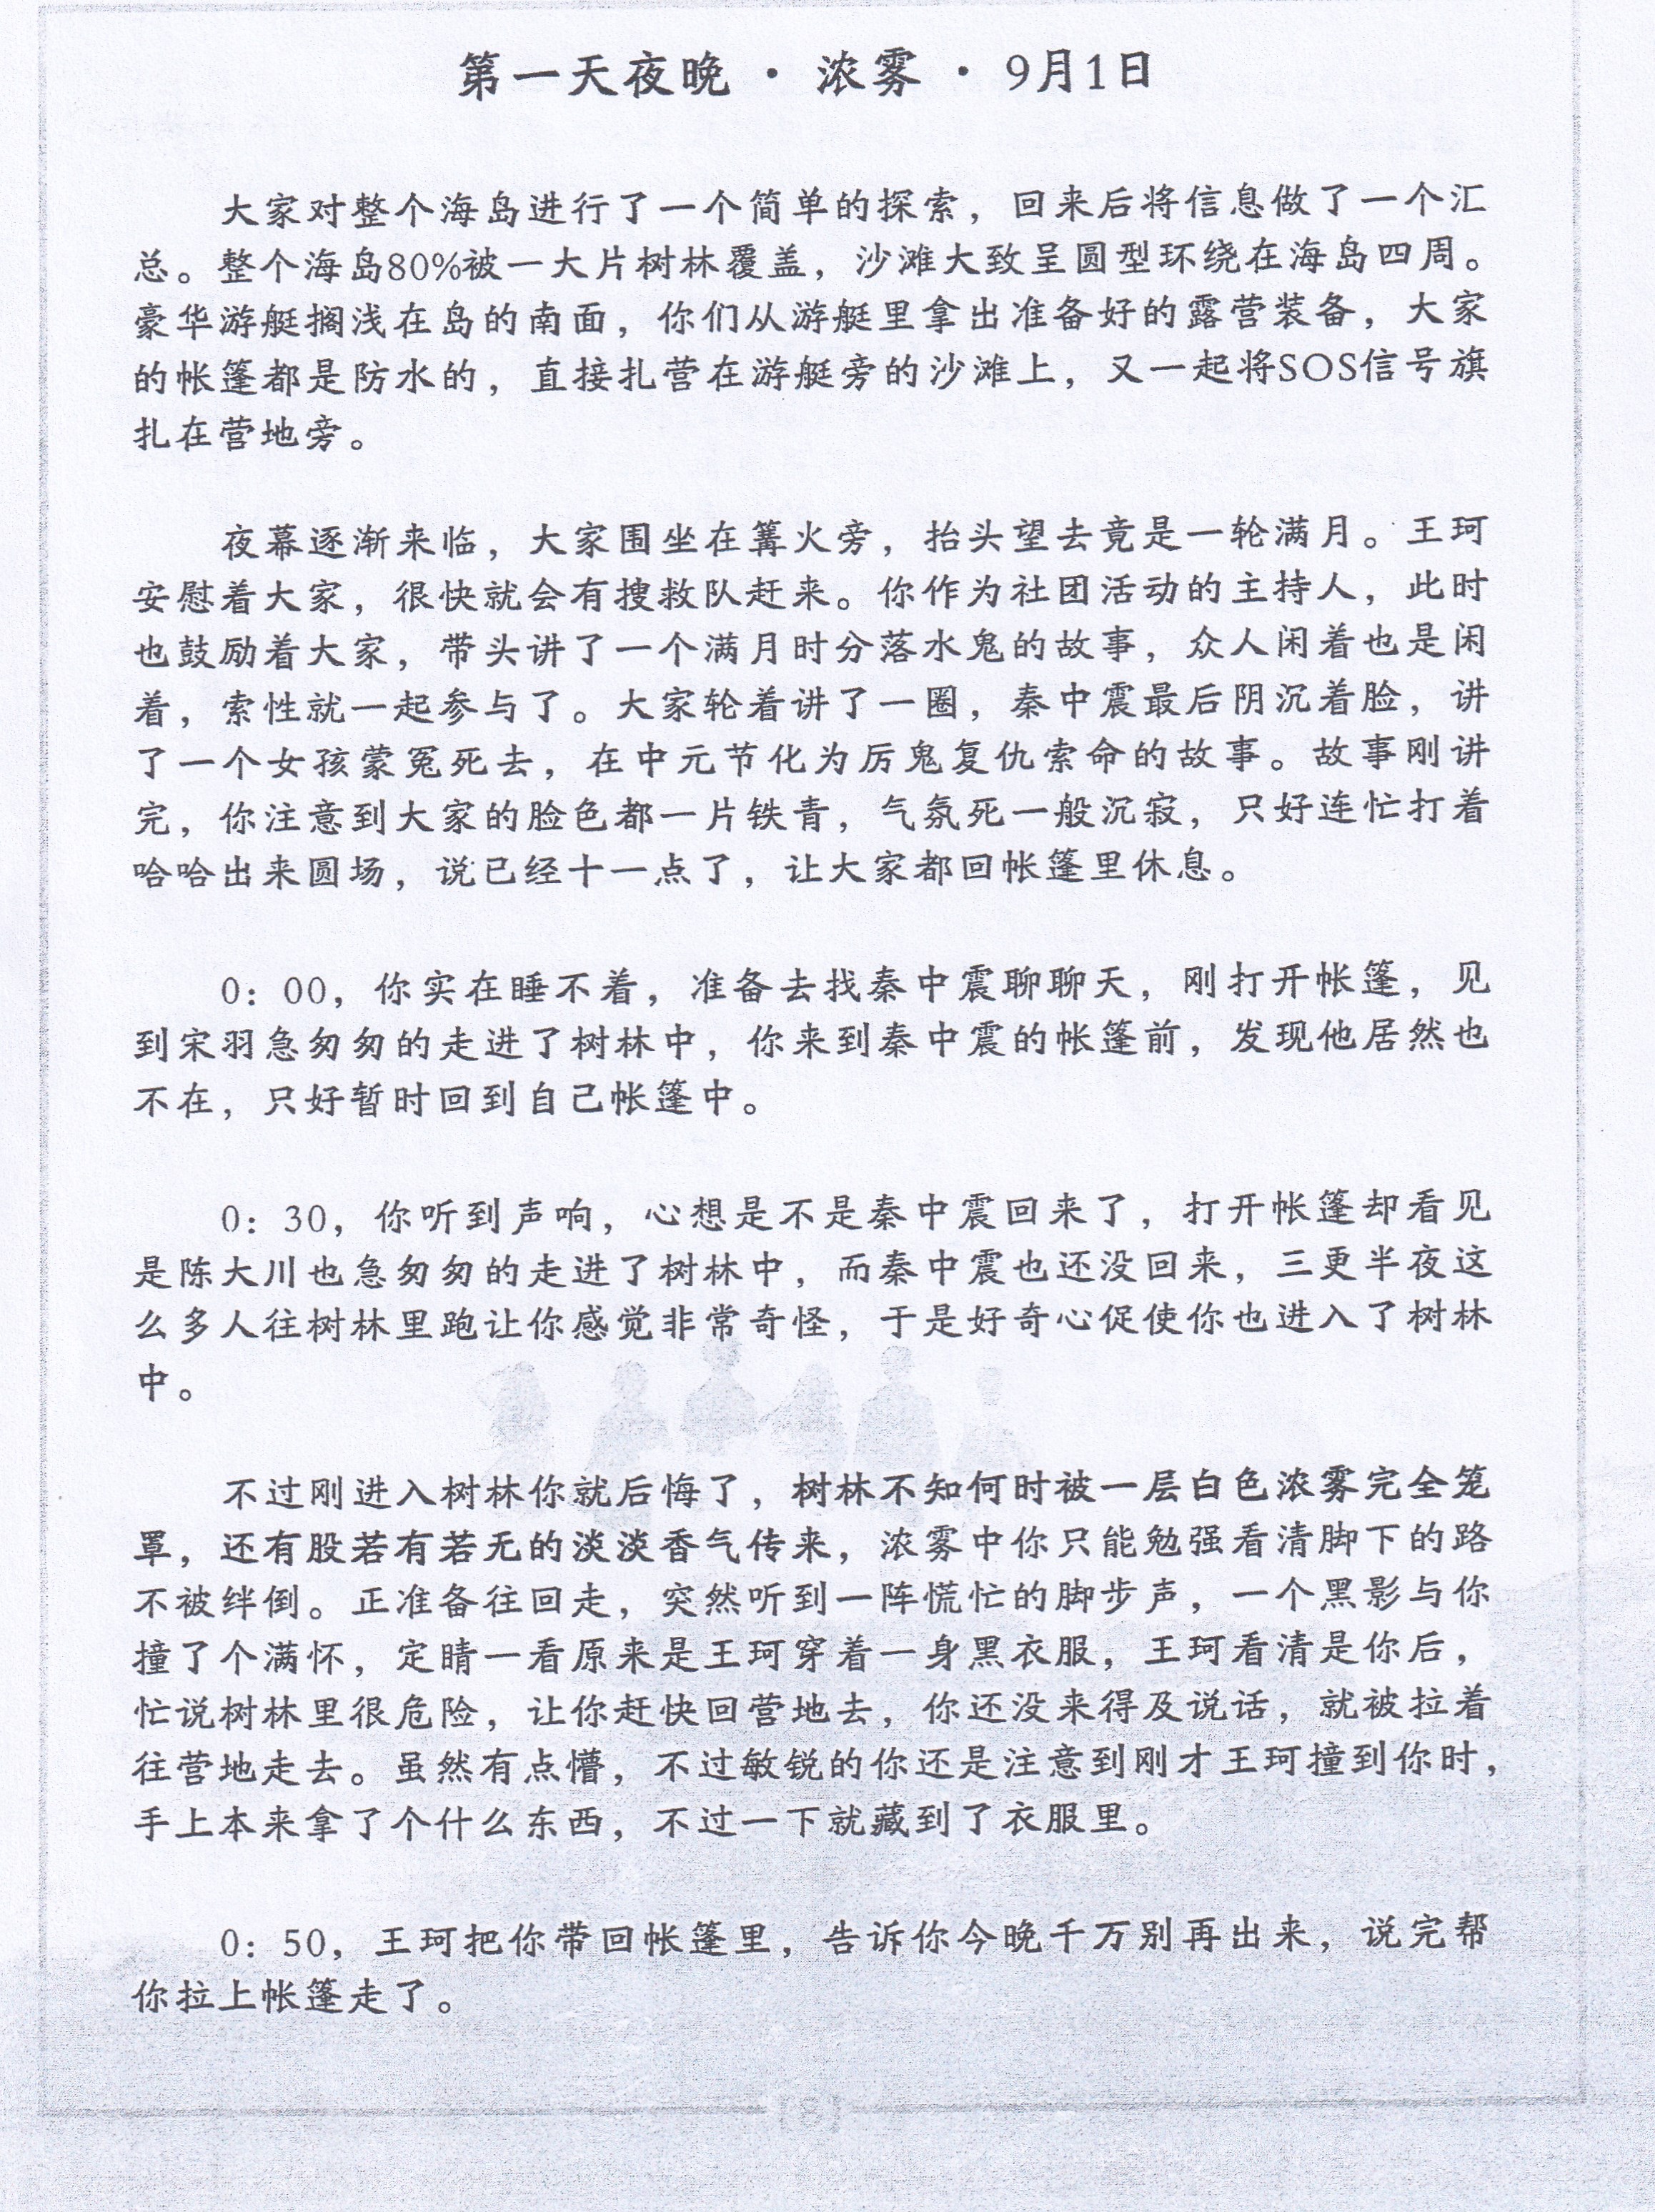 第一天夜晚 · 浓雾 · 9月1日
大家对整个海岛进行了一个简单的探索，回来后将信息做了一个汇
总。整个海岛80%被一大片树林覆盖，沙滩大致呈圆型环绕在海岛四周。
豪华游艇搁浅在岛的南面，你们从游艇里拿出准备好的露营装备，大家
的帐篷都是防水的，直接扎营在游艇旁的沙滩上，又一起将SOS信号旗
扎在营地旁。
夜幕逐渐来临，大家围坐在篝火旁，抬头望去竟是一轮满月。王珂
安慰着大家，很快就会有搜救队赶来。你作为社团活动的主持人，此时
也鼓励着大家，带头讲了一个满月时分落水鬼的故事，众人闲着也是闲
着，索性就一起参与了。大家轮着讲了一圈，秦中震最后阴沉着脸，讲
了一个女孩蒙冤死去，在中元节化为厉鬼复仇索命的故事。故事刚讲
完，你注意到大家的脸色都一片铁青，气氛死一般沉寂，只好连忙打着
哈哈出来圆场，说已经十一点了，让大家都回帐篷里休息。
0：00，你实在睡不着，准备去找秦中震聊聊天，刚打开帐篷，见
到宋羽急匆匆的走进了树林中，你来到秦中震的帐篷前，发现他居然也
不在，只好暂时回到自己帐篷中。
0：30，你听到声响，心想是不是秦中震回来了，打开帐篷却看见
是陈大川也急匆匆的走进了树林中，而秦中震也还没回来，三更半夜这
么多人往树林里跑让你感觉非常奇怪，于是好奇心促使你也进入了树林
中。
不过刚进入树林你就后悔了，树林不知何时被一层白色浓雾完全笼
罩，还有股若有若无的淡淡香气传来，浓雾中你只能勉强看清脚下的路
不被绊倒。正准备往回走，突然听到一阵慌忙的脚步声，一个黑影与你
撞了个满怀，定睛一看原来是王珂穿着一身黑衣服，王珂看清是你后，
忙说树林里很危险，让你赶快回营地去，你还没来得及说话，就被拉着
往营地走去。虽然有点懵，不过敏锐的你还是注意到刚才王珂撞到你时，
手上本来拿了个什么东西，不过一下就藏到了衣服里。
0：50，王珂把你带回帐篷里，告诉你今晚千万别再出来，说完帮
你拉上帐篷走了。